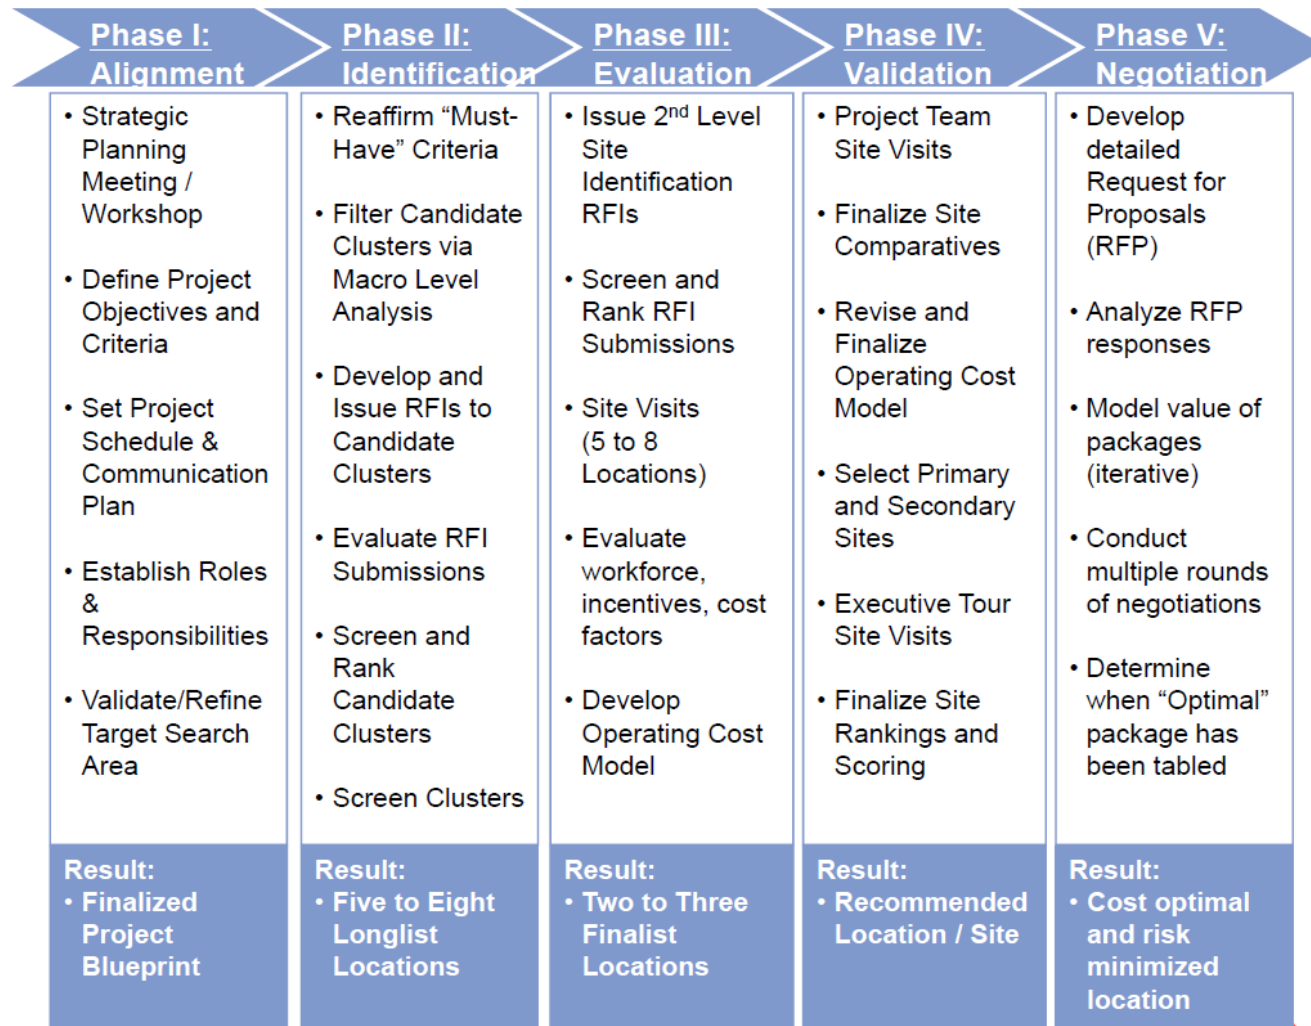 Phase I:
Alignment
• Strategic
Planning
Meeting /
Workshop
• Define Project
Objectives and
Criteria
• Set Project
Schedule &
Communication
Plan
• Establish Roles
&
Responsibilities
• Validate/Refine
Target Search
Area
Result:
• Finalized
Project
Blueprint
Phase II:
Identification
• Reaffirm “Must-
Have” Criteria
• Filter Candidate
Clusters via
Macro Level
Analysis
• Develop and
Issue RFIs to
Candidate
Clusters
• Evaluate RFI
Submissions
• Screen and
Rank
Candidate
Clusters
• Screen Clusters
Result:
• Five to Eight
Longlist
Locations
Phase III:
Evaluation
• Issue 2nd Level
Site
Identification
RFIs
• Screen and
Rank RFI
Submissions
• Site Visits
(5 to 8
Locations)
• Evaluate
workforce,
incentives, cost
factors
• Develop
Operating Cost
Model
Result:
• Two to Three
Finalist
Locations
Phase IV:
Validation
• Project Team
Site Visits
• Finalize Site
Comparatives
• Revise and
Finalize
Operating Cost
Model
• Select Primary
and Secondary
Sites
• Executive Tour
Site Visits
• Finalize Site
Rankings and
Scoring
Result:
• Recommended
Location / Site
Phase V:
Negotiation
• Develop
detailed
Request for
Proposals
(RFP)
• Analyze RFP
responses
• Model value of
packages
(iterative)
• Conduct
multiple rounds
of negotiations
• Determine
when “Optimal”
package has
been tabled
Result:
• Cost optimal
and risk
minimized
location